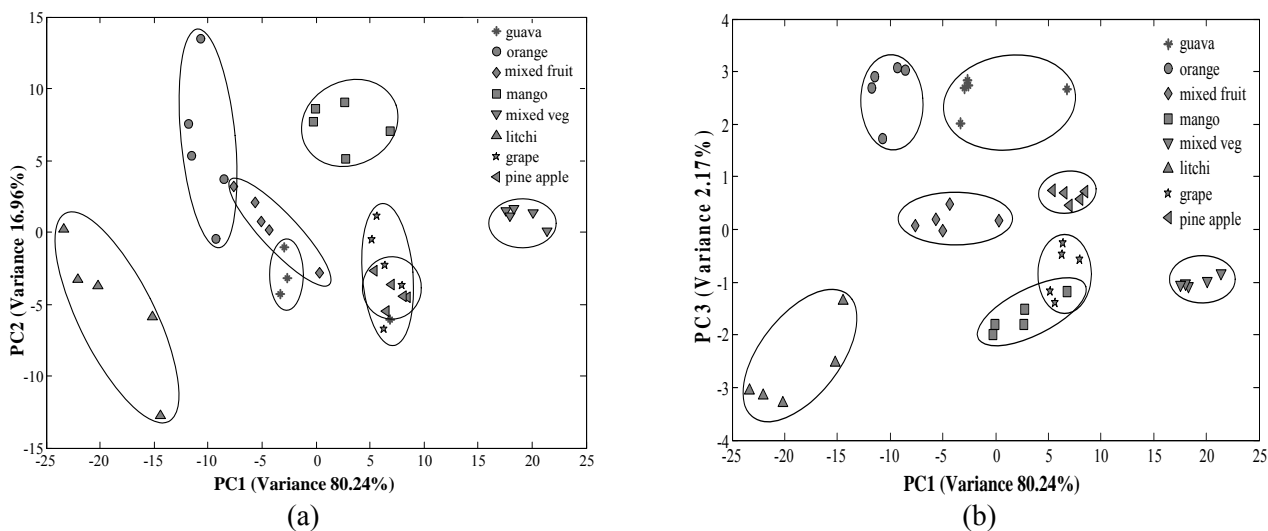 15
10
5
0
-5
-10
-15
-25
-20
-15
-10
-5
0
5
10
15
20
25
PC2 (Variance 16.96%)
PC1 (Variance 80.24%)
guava
orange
mixed fruit
mango
mixed veg
litchi
grape
pine apple
(a)
4
3
2
1
0
-1
-2
-3
-4
-25
-20
-15
-10
-5
0
5
10
15
20
25
PC3 (Variance 2.17%)
PC1 (Variance 80.24%)
guava
orange
mixed fruit
mango
mixed veg
litchi
grape
pine apple
(b)